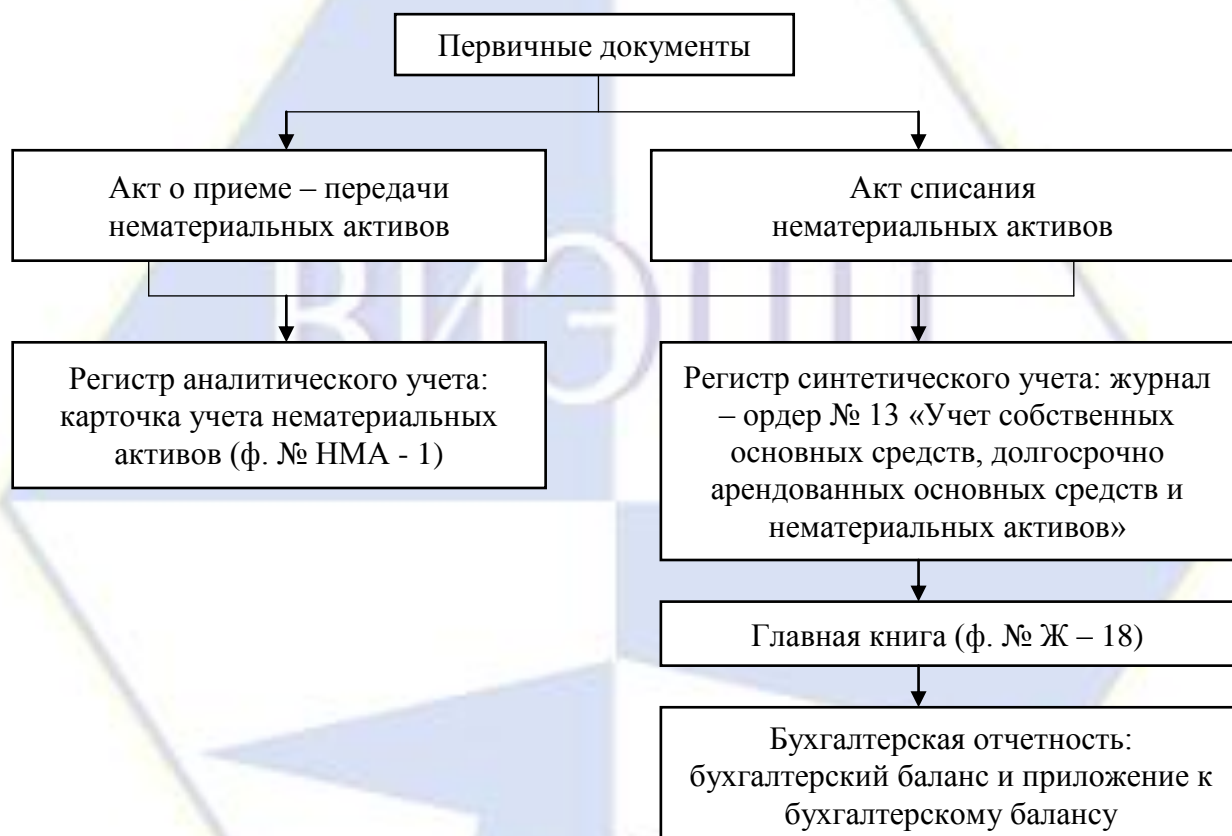 Первичные документы
Акт о приеме – передачи
нематериальных активов
Акт списания
нематериальных активов
ВИЭПП
Регистр аналитического учета:
карточка учета нематериальных
активов (ф. № НМА - 1)
Регистр синтетического учета: журнал
– ордер № 13 «Учет собственных
основных средств, долгосрочно
арендованных основных средств и
нематериальных активов»
Главная книга (ф. № Ж – 18)
Бухгалтерская отчетность:
бухгалтерский баланс и приложение к
бухгалтерскому балансу